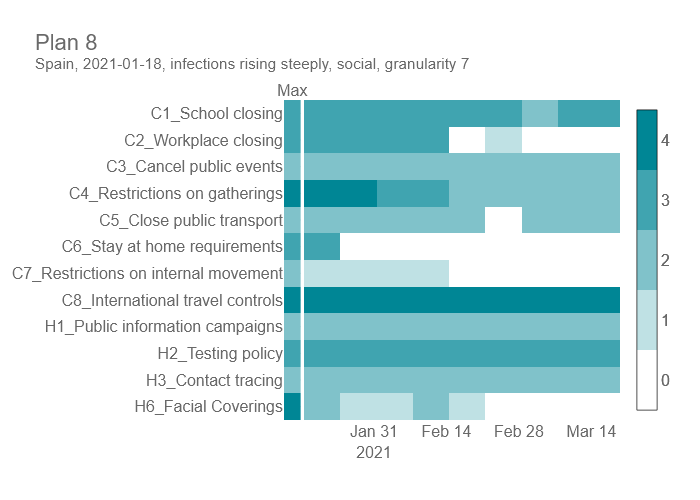 Plan 8
Spain, 2021-01-18, infections rising steeply, social, granularity 7
Max
C1_School closing
C2_Workplace closing
C3_Cancel public events
C4_Restrictions on gatherings
C5_Close public transport
C6_Stay at home requirements
C7_Restrictions on internal movement
C8_International travel controls
H1_Public information campaigns
H2_Testing policy
H3_Contact tracing
H6_Facial Coverings
Jan 31 Feb 14 Feb 28 Mar 14
2021
4
3
2
1
0